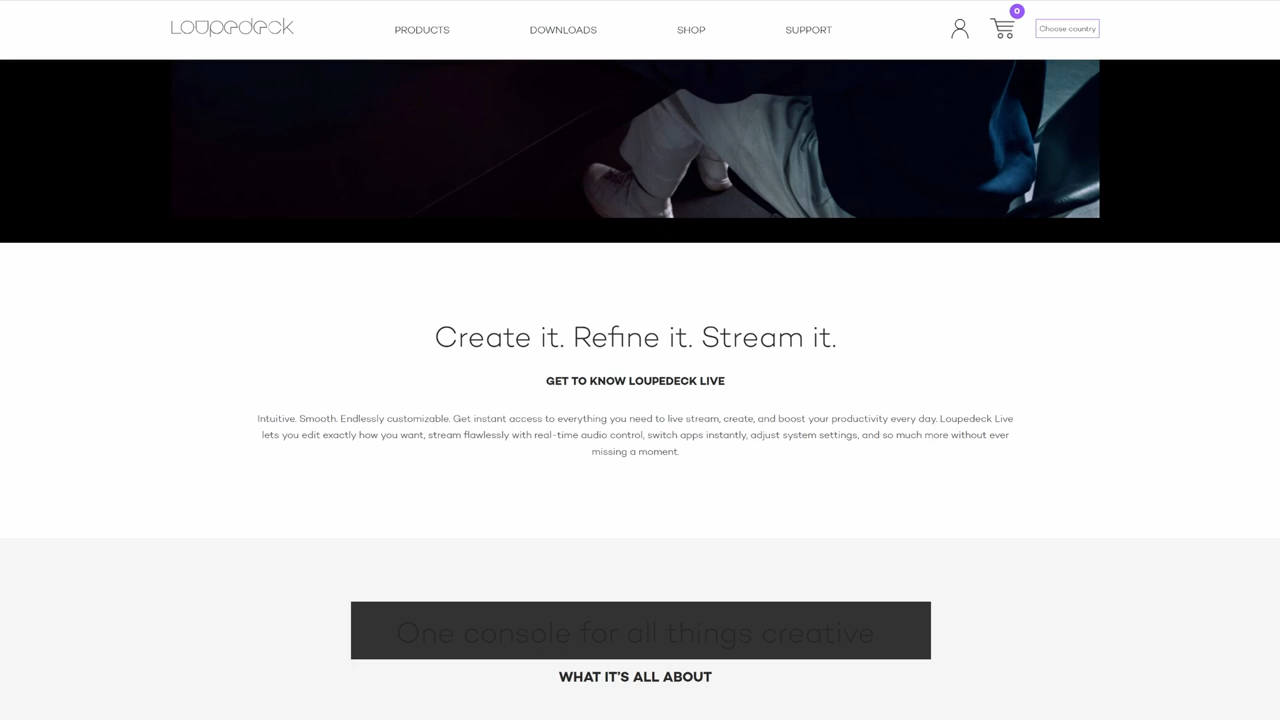 Loupedeck
PRODUCTS
DOWNLOADS
SHOP
SUPPORT
0
Choose country
Create it. Refine it. Stream it.
GET TO KNOW LOUPEDECK LIVE
Intuitive. Smooth. Endlessly customizable. Get instant access to everything you need to live stream, create, and boost your productivity every day. Loupedeck Live
lets you edit exactly how you want, stream flawlessly with real-time audio control, switch apps instantly, adjust system settings, and so much more without ever
missing a moment.
One console for all things creative
WHAT IT'S ALL ABOUT